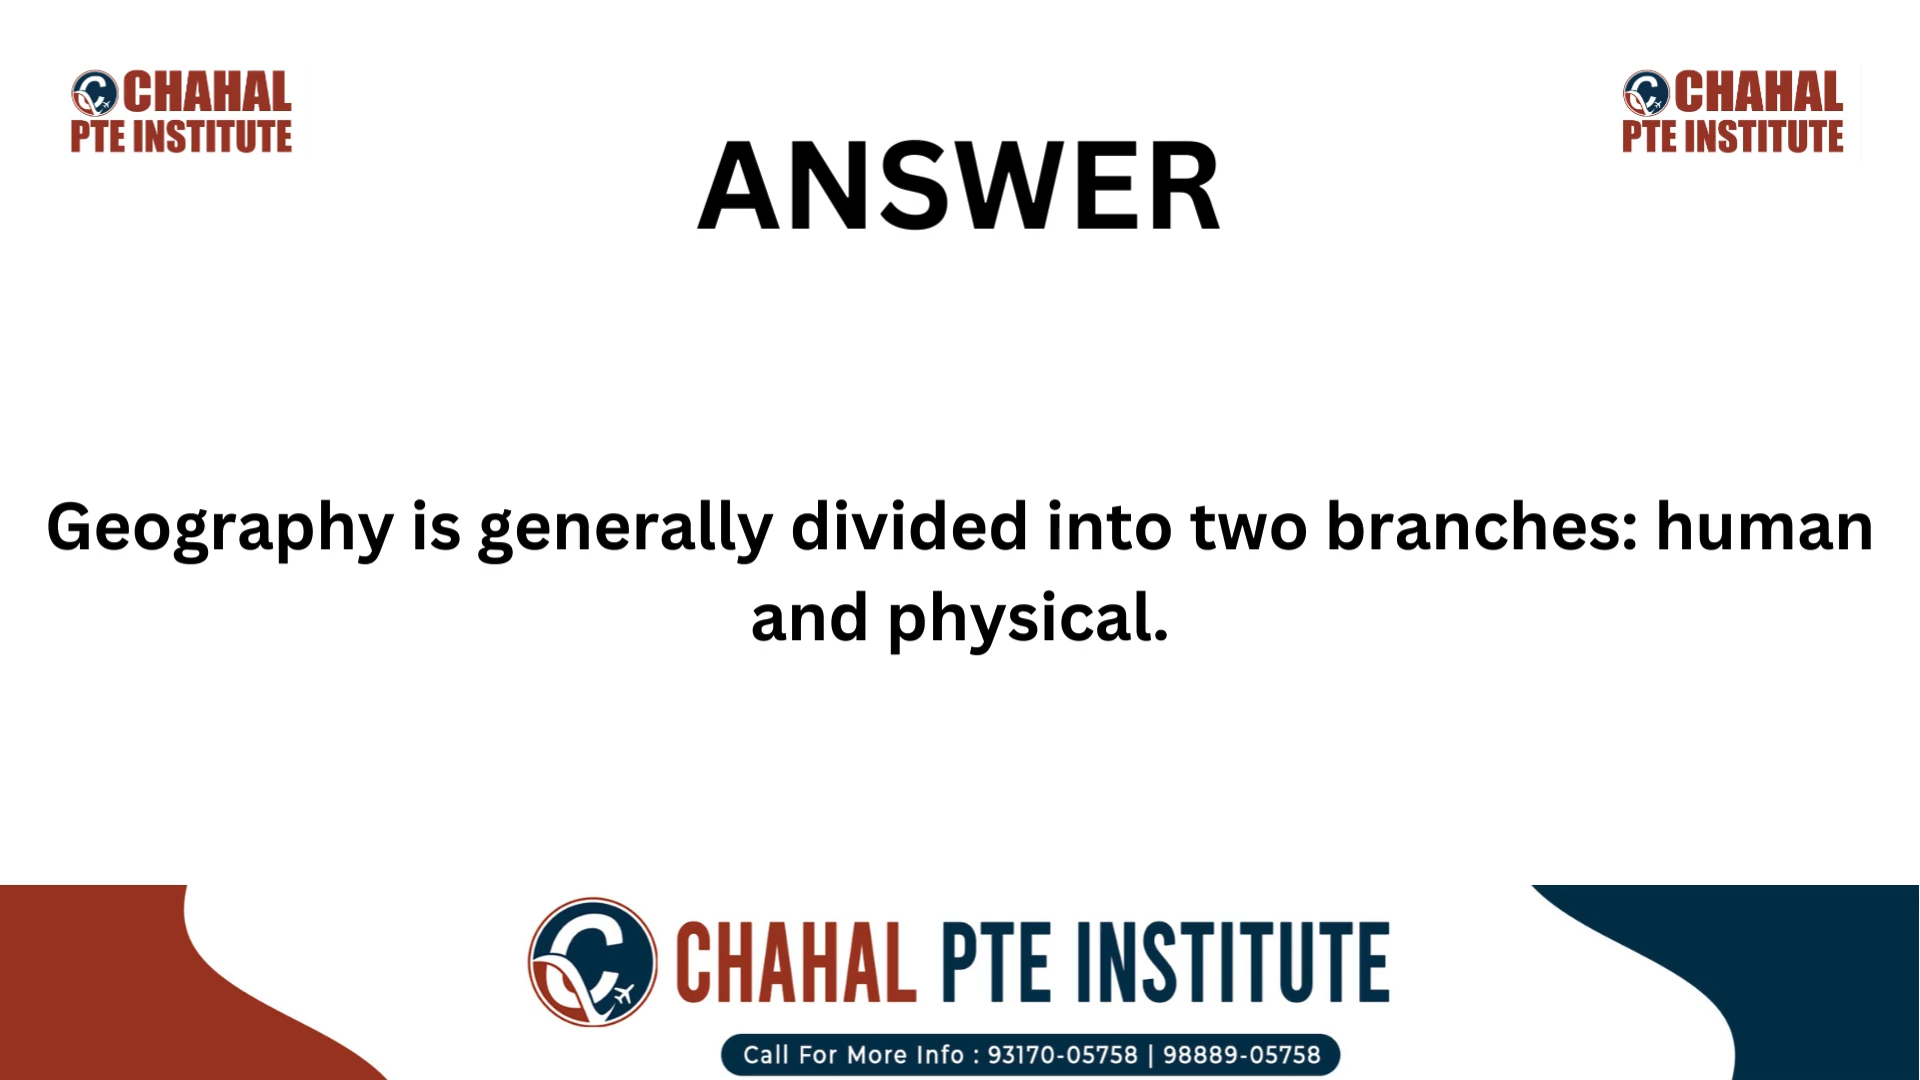 CHAHAL
PTE INSTITUTE
CHAHAL
PTE INSTITUTE
ANSWER
Geography is generally divided into two branches: human
and physical.
CHAHAL PTE INSTITUTE
Call For More Info : 93170-05758 | 98889-05758